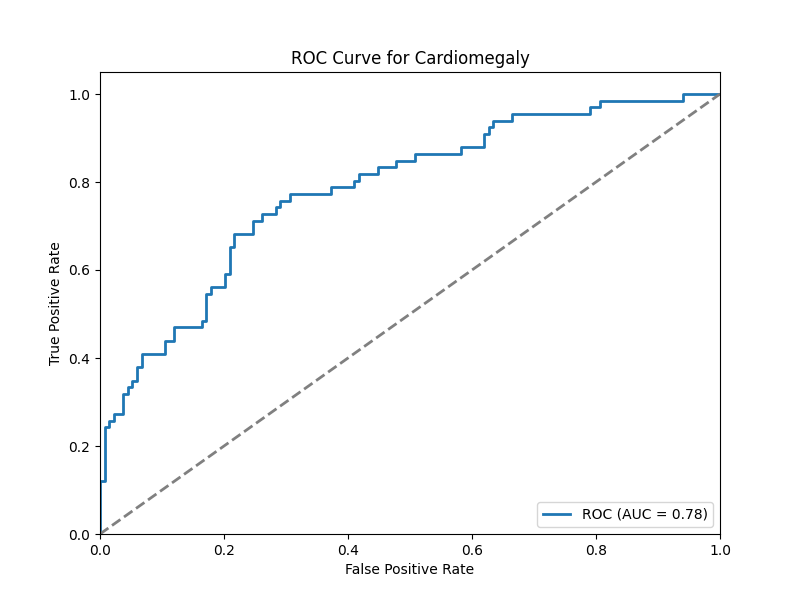 ROC Curve for Cardiomegaly
True Positive Rate
1.0
0.8
0.6
0.4
0.2
0.0
ROC (AUC = 0.78)
0.0 0.2 0.4 0.6 0.8 1.0
False Positive Rate